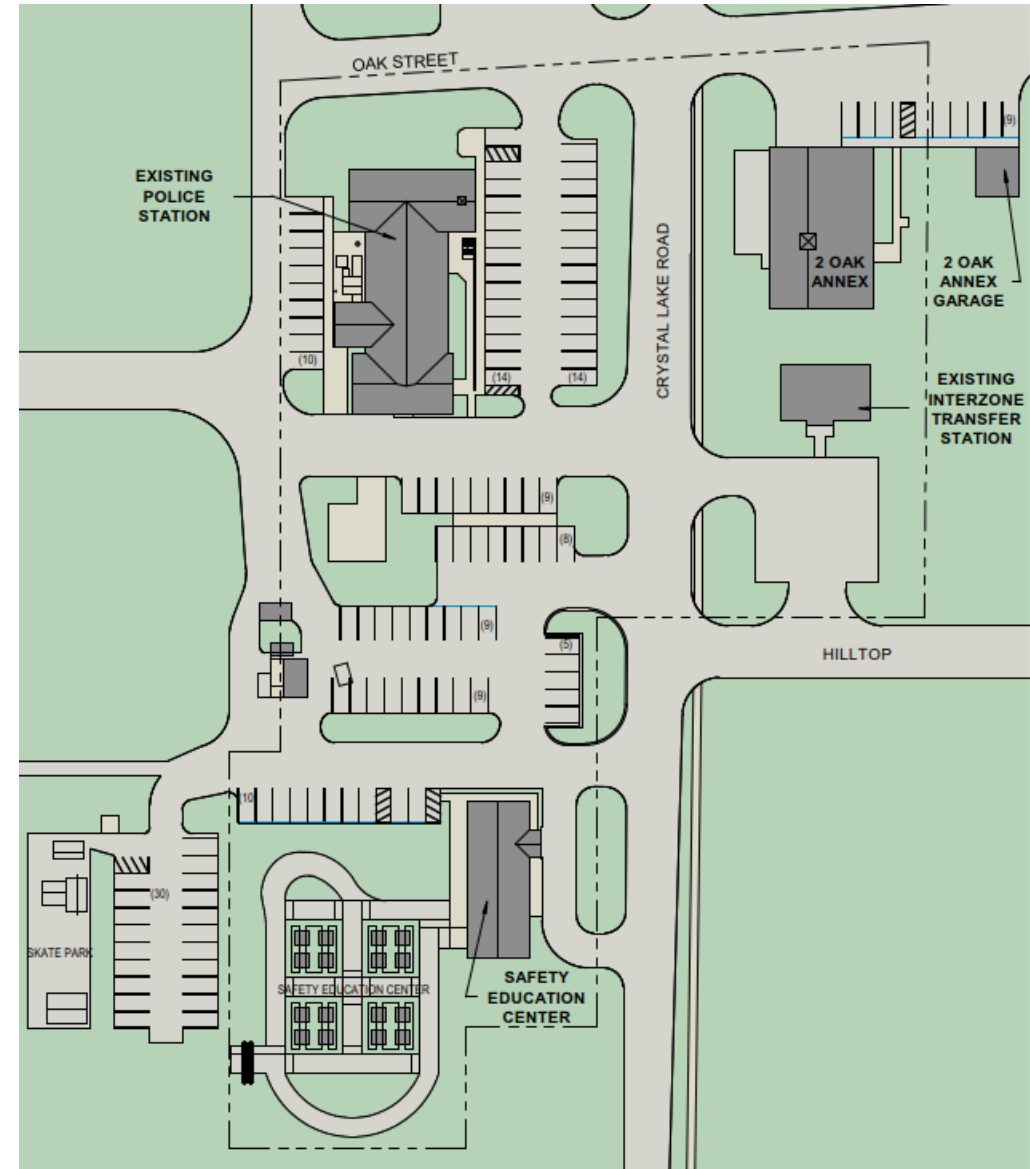 OAK STREET
(9)
EXISTING
POLICE
STATION
CRYSTAL LAKE ROAD
2 OAK
ANNEX
2 OAK
ANNEX
GARAGE
(10)
(14)
(14)
EXISTING
INTERZONE
TRANSFER
STATION
(9)
(8)
(9)
(5)
HILLTOP
(9)
(10
(30)
SKATE PARK
SAFETY EDUCATION CENTER
SAFETY
EDUCATION
CENTER